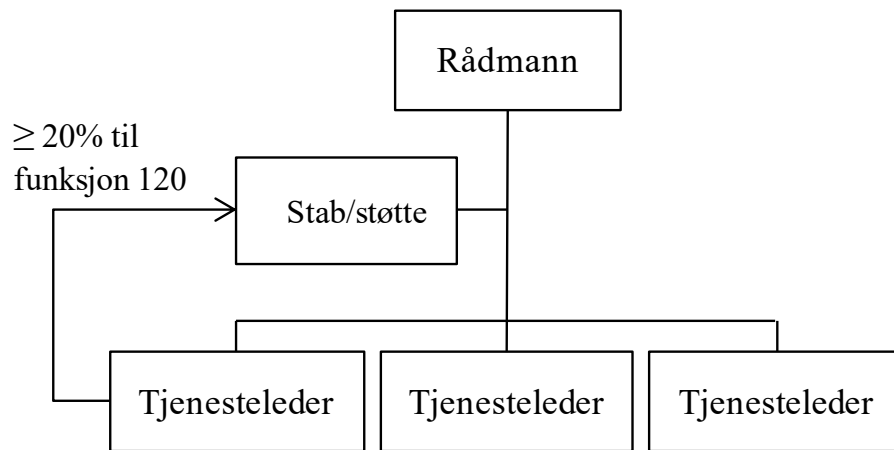 Rådmann
≥ 20% til
funksjon 120
Stab/støtte
Tjenesteleder
Tjenesteleder
Tjenesteleder